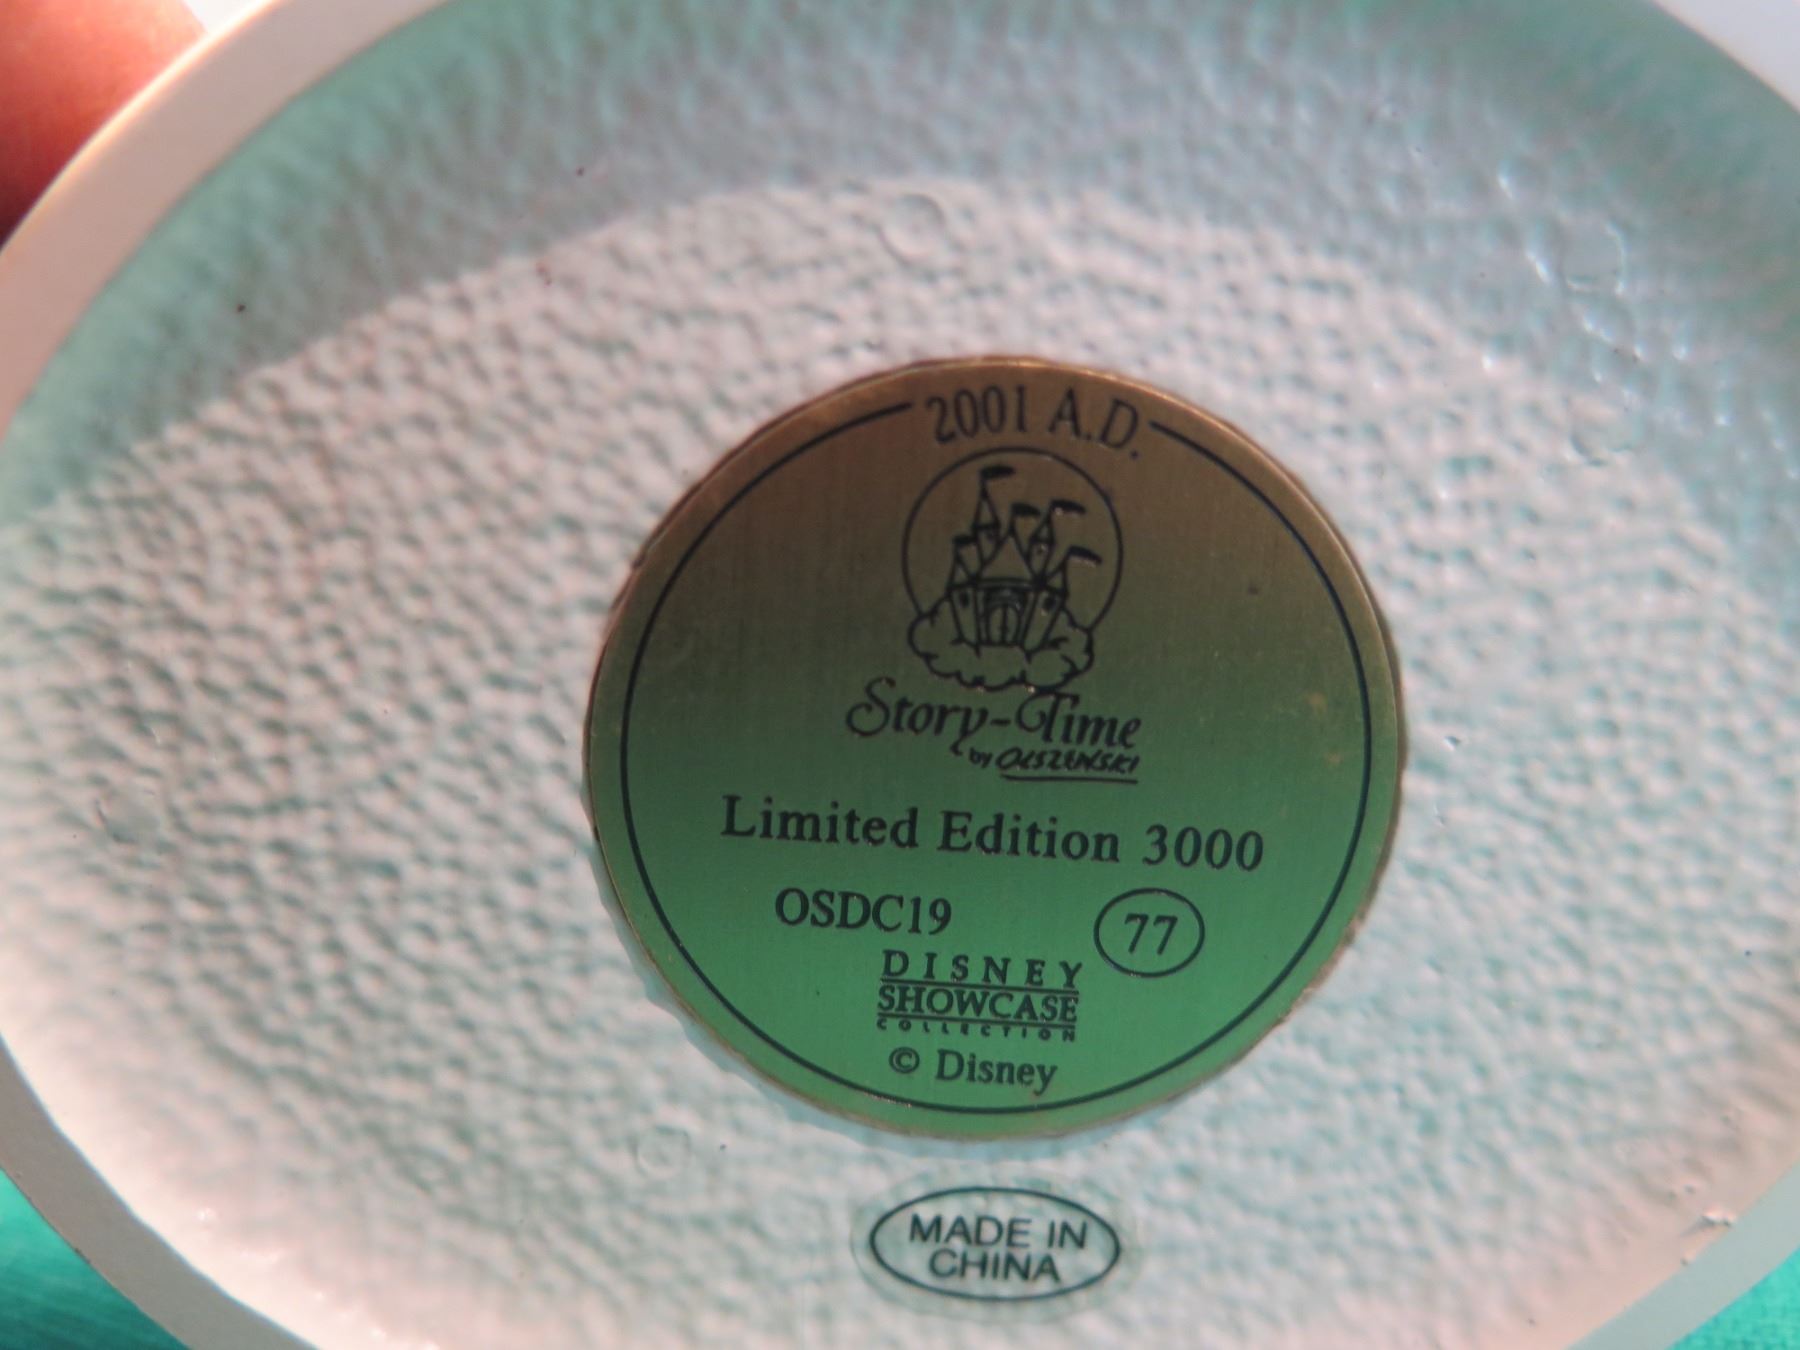 2001 A.D.
Story-Time
by OLSZEWSKI
Limited Edition 3000
OSDC19
77
DISNEY
SHOWCASE
COLLECTION
© Disney
MADE IN
CHINA